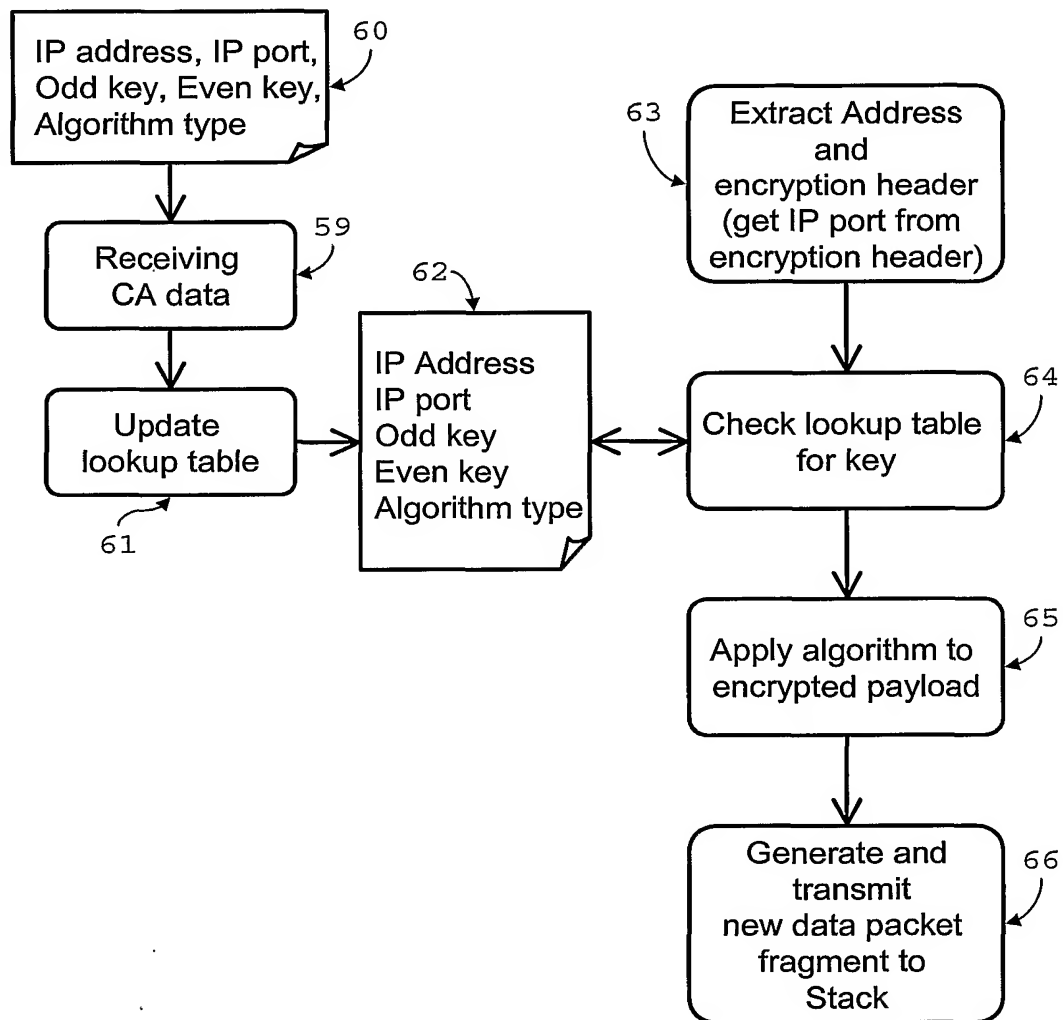 60
IP address, IP port,
Odd key, Even key,
Algorithm type
59
Receiving
CA data
Update
lookup table
61
62
IP Address
IP port
Odd key
Even key
Algorithm type
63
Extract Address
and
encryption header
(get IP port from
encryption header)
64
Check lookup table
for key
65
Apply algorithm to
encrypted payload
66
Generate and
transmit
new data packet
fragment to
Stack